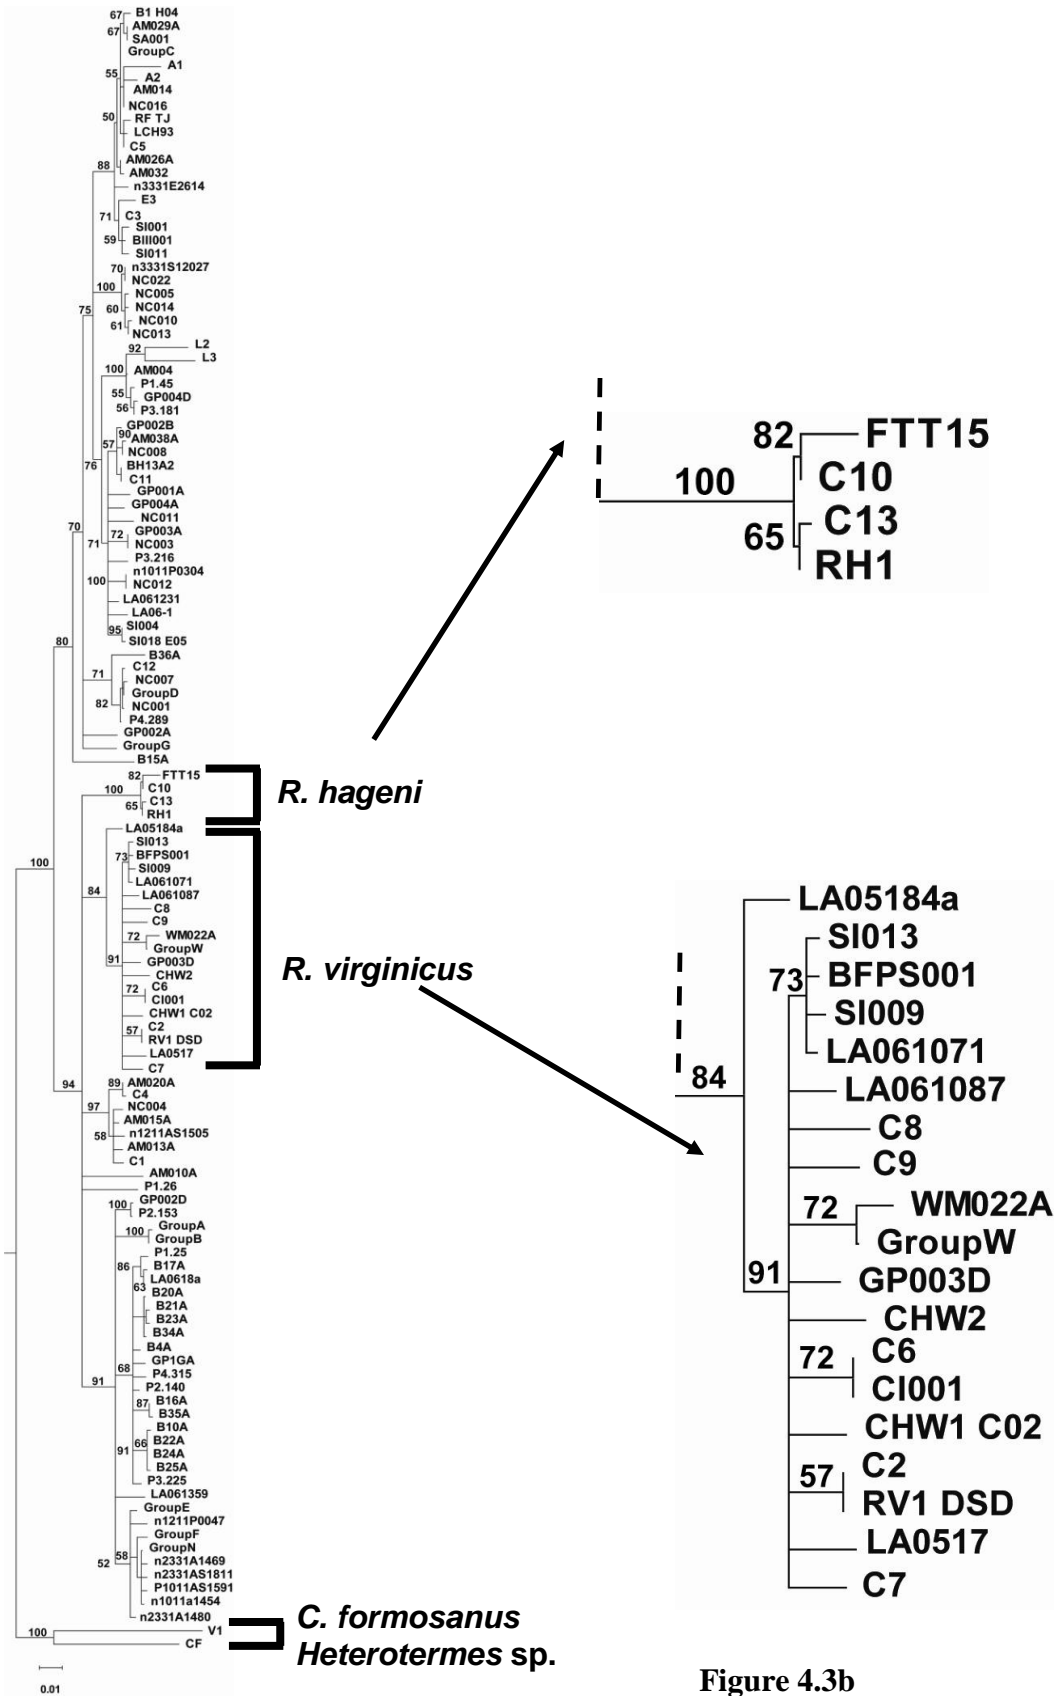 67 B1 H04
67 AM029A
SA001
GroupC
A1
55 A2
AM014
NC016
50 RF TJ
LCH93
C5
AM026A
88 AM032
n3331E2614
E3
71 C3
SI001
59 BIII001
SI011
70 n3331S12027
NC022
100 NC005
75 60 NC014
61 NC010
NC013
92 L2
L3
100 AM004
P1.45
55 GP004D
56 P3.181
GP002B
57 90 AM038A
NC008
76 BH13A2
C11
GP001A
GP004A
NC011
70 72 GP003A
71 NC003
P3.216
n1011P0304
100 NC012
LA061231
LA06-1
95 SI004
80 SI018 E05
B36A
71 C12
NC007
GroupD
82 NC001
P4.289
GP002A
GroupG
B15A
82 FTT15
100 C10
65 C13
RH1
R. hageni
LA05184a
SI013
73 BFPS001
SI009
LA061071
100 84 LA061087
C8
C9
72 WM022A
GroupW
91 GP003D
CHW2
72 C6
CI001
CHW1 C02
57 C2
RV1 DSD
LA0517
C7
R. virginicus
94 89 AM020A
C4
97 NC004
AM015A
58 n1211AS1505
AM013A
C1
AM010A
P1.26
100 GP002D
P2.153
100 GroupA
GroupB
P1.25
86 B17A
63 LA0618a
B20A
B21A
B23A
B34A
B4A
GP1GA
68 P4.315
91 P2.140
87 B16A
B35A
B10A
91 66 B22A
B24A
B25A
P3.225
LA061359
GroupE
n1211P0047
GroupF
58 GroupN
52 n2331A1469
n2331AS1811
P1011AS1591
n1011a1454
n2331A1480
100 V1
CF
C. formosanus
Heterotermes sp.
0.01
82 FTT15
100 C10
65 C13
RH1
LA05184a
SI013
73 BFPS001
SI009
LA061071
84 LA061087
C8
C9
72 WM022A
GroupW
91 GP003D
CHW2
72 C6
CI001
CHW1 C02
57 C2
RV1 DSD
LA0517
C7
Figure 4.3b